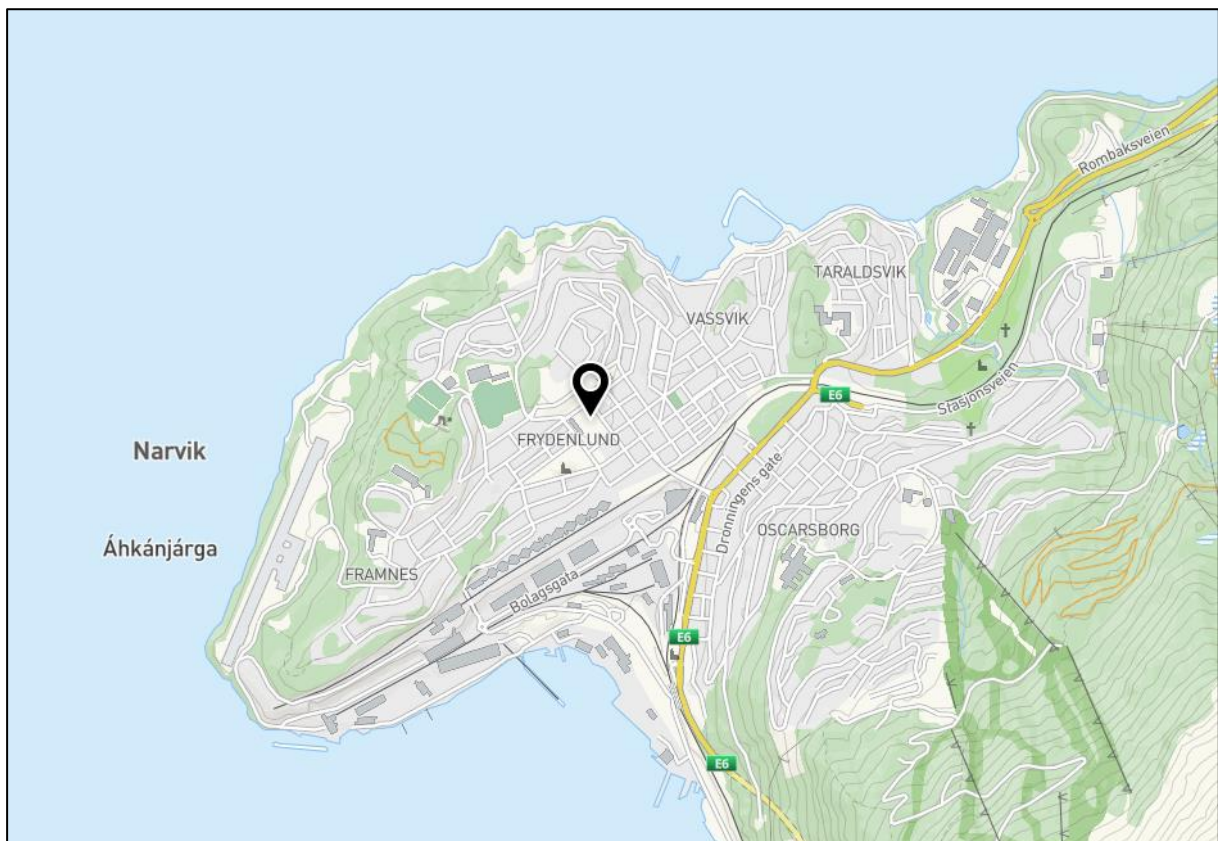 Rombaksveien
TARALDSVIK
VASSVIK
E6
Stasjonsveien
FRYDENLUND
Narvik
Dronningens gate
OSCARSBORG
Áhkánjárga
FRAMNES
Bolagsgata
E6
E6